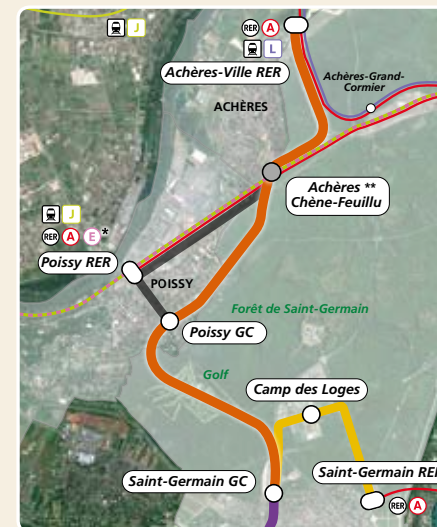 J
RER A
L
Achères-Ville RER
Achères-Grand-
Cormier
ACHÈRES
Achères **
Chêne-Feuillu
J
RER A E *
Poissy RER
POISSY
Forêt de Saint-Germain
Poissy GC
Golf
Camp des Loges
Saint-Germain GC
Saint-Germain RE
RER A